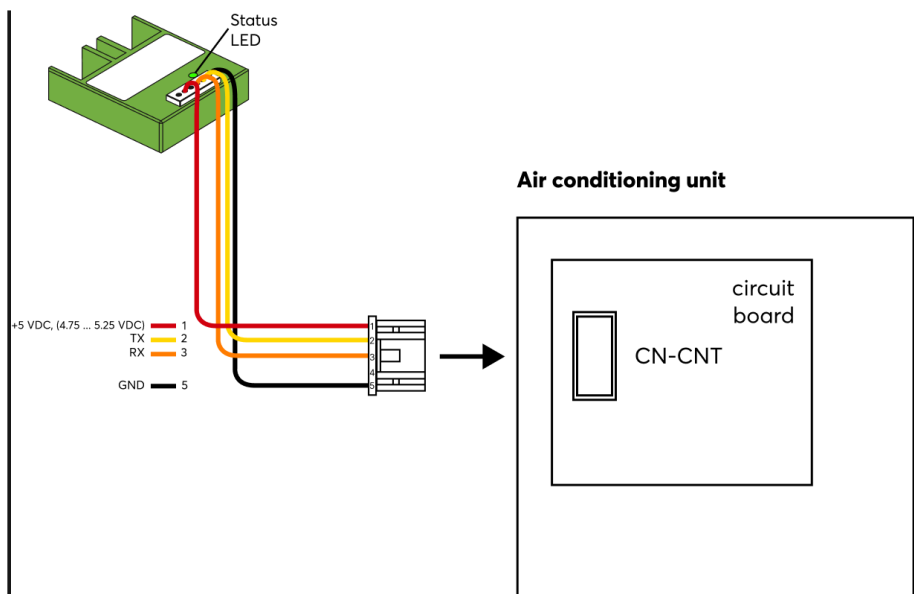 Status
LED
Air conditioning unit
circuit
board
CN-CNT
+5 VDC, (4.75 ... 5.25 VDC) 1
TX 2
RX 3
GND 5
1
2
3
4
5